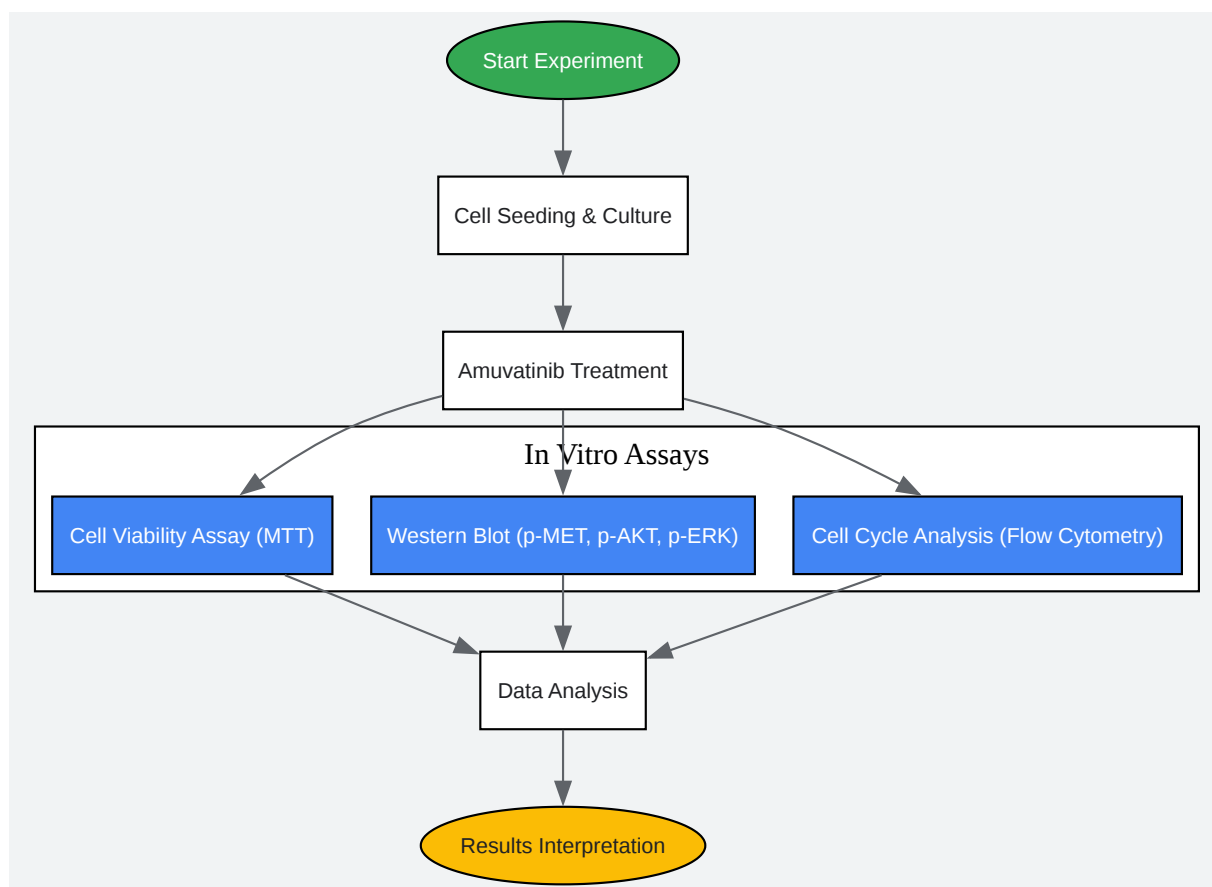 Start Experiment
Cell Seeding & Culture
Amuvatinib Treatment
In Vitro Assays
Cell Viability Assay (MTT)
Western Blot (p-MET, p-AKT, p-ERK)
Cell Cycle Analysis (Flow Cytometry)
Data Analysis
Results Interpretation